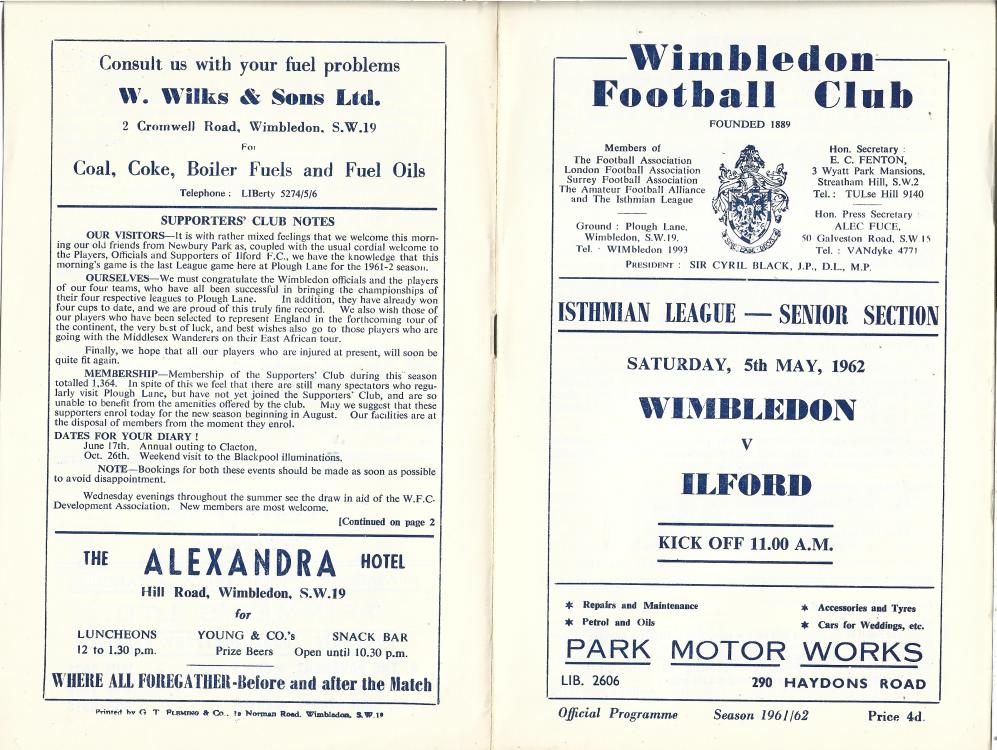 Consult us with your fuel problems
W. Wilks & Sons Ltd.
2 Cromwell Road, Wimbledon, S.W.19
For
Coal, Coke, Boiler Fuels and Fuel Oils
Telephone : LIBerty 5274/5/6
SUPPORTERS' CLUB NOTES
OUR VISITORS—It is with rather mixed feelings that we welcome this morn-
ing our old friends from Newbury Park as, coupled with the usual cordial welcome to
the Players, Officials and Supporters of Ilford F.C., we have the knowledge that this
morning's game is the last League game here at Plough Lane for the 1961-2 season.
OURSELVES—We must congratulate the Wimbledon officials and the players
of our four teams, who have all been successful in bringing the championships of
their four respective leagues to Plough Lane. In addition, they have already won
four cups to date, and we are proud of this truly fine record. We also wish those of
our players who have been selected to represent England in the forthcoming tour of
the continent, the very best of luck, and best wishes also go to those players who are
going with the Middlesex Wanderers on their East African tour.
Finally, we hope that all our players who are injured at present, will soon be
quite fit again.
MEMBERSHIP—Membership of the Supporters' Club during this season
totalled 1,364. In spite of this we feel that there are still many spectators who regu-
larly visit Plough Lane, but have not yet joined the Supporters' Club, and are so
unable to benefit from the amenities offered by the club. May we suggest that these
supporters enrol today for the new season beginning in August. Our facilities are at
the disposal of members from the moment they enrol.
DATES FOR YOUR DIARY !
June 17th. Annual outing to Clacton.
Oct. 26th. Weekend visit to the Blackpool illuminations.
NOTE—Bookings for both these events should be made as soon as possible
to avoid disappointment.
Wednesday evenings throughout the summer see the draw in aid of the W.F.C.
Development Association. New members are most welcome.
[Continued on page 2
THE ALEXANDRA HOTEL
Hill Road, Wimbledon, S.W.19
for
LUNCHEONS YOUNG & CO.'s SNACK BAR
12 to 1.30 p.m. Prize Beers Open until 10.30 p.m.
WHERE ALL FOREGATHER-Before and after the Match
Printed by G. T. FLEMING & Co., 1a Norman Road, Wimbledon, S.W.19
Wimbledon
Football Club
FOUNDED 1889
Members of
The Football Association
London Football Association
Surrey Football Association
The Amateur Football Alliance
and The Isthmian League
Ground : Plough Lane,
Wimbledon, S.W.19.
Tel. : WIMbledon 1993
Hon. Secretary :
E. C. FENTON,
3 Wyatt Park Mansions,
Streatham Hill, S.W.2
Tel. : TULse Hill 9140
Hon. Press Secretary
ALEC FUCE,
50 Galveston Road, S.W 15
Tel. : VANdyke 4771
PRESIDENT : SIR CYRIL BLACK, J.P., D.L., M.P.
ISTHMIAN LEAGUE — SENIOR SECTION
SATURDAY, 5th MAY, 1962
WIMBLEDON
V
ILFORD
KICK OFF 11.00 A.M.
* Repairs and Maintenance
* Petrol and Oils
* Accessories and Tyres
* Cars for Weddings, etc.
PARK MOTOR WORKS
LIB. 2606 290 HAYDONS ROAD
Official Programme Season 1961/62 Price 4d.